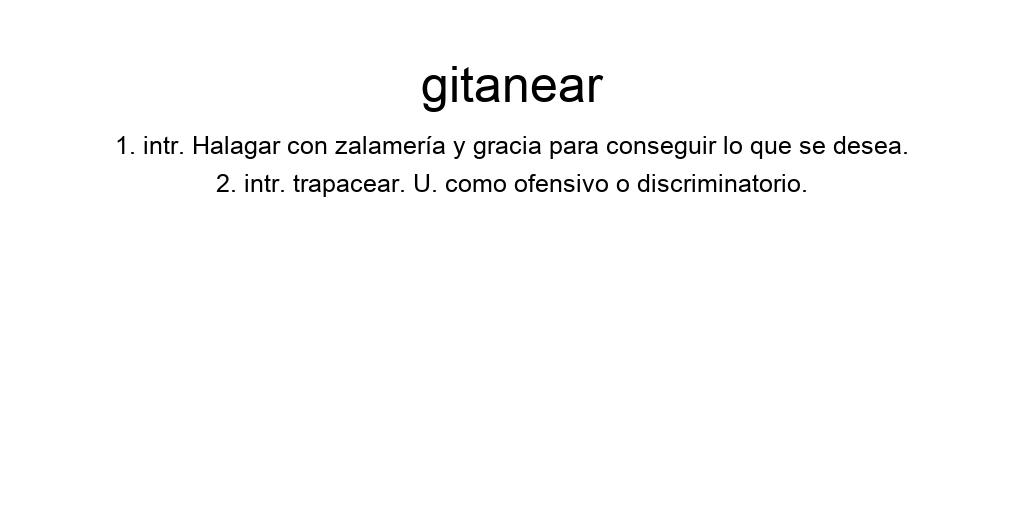 gitanear
1. intr. Halagar con zalamería y gracia para conseguir lo que se desea.
2. intr. trapacear. U. como ofensivo o discriminatorio.